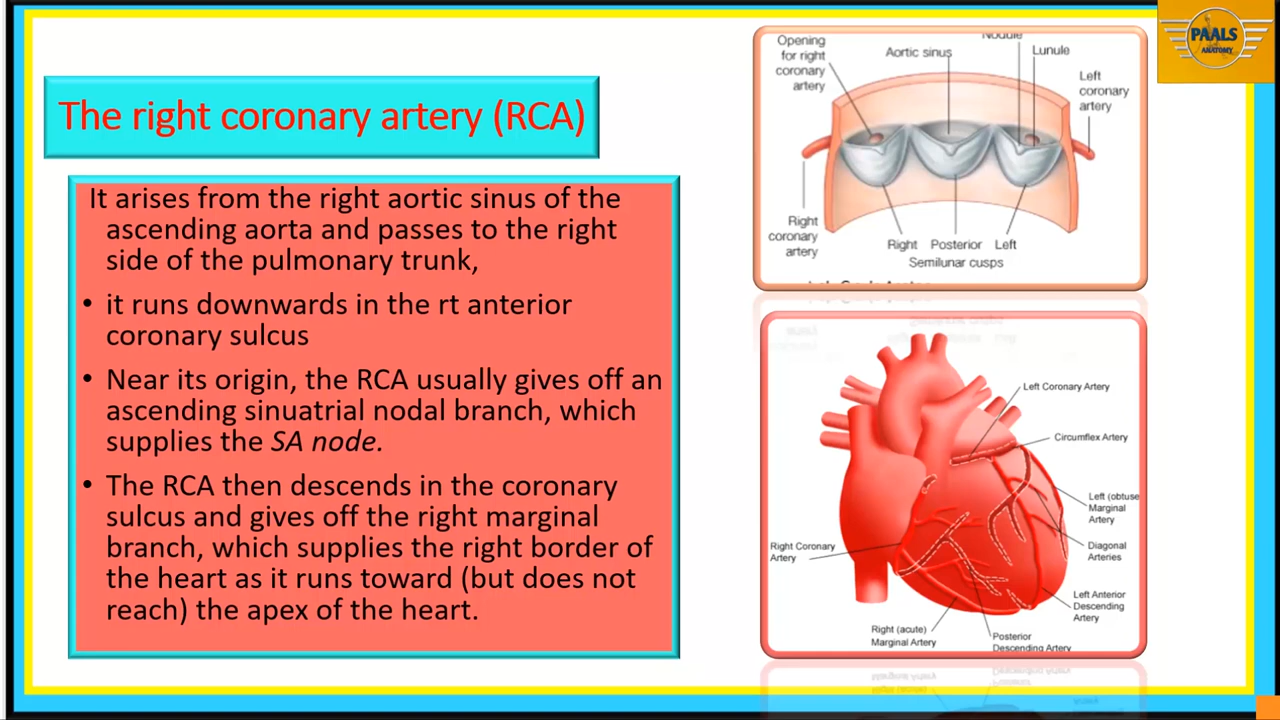 The right coronary artery (RCA)
It arises from the right aortic sinus of the
ascending aorta and passes to the right
side of the pulmonary trunk,
• it runs downwards in the rt anterior
coronary sulcus
• Near its origin, the RCA usually gives off an
ascending sinuatrial nodal branch, which
supplies the SA node.
• The RCA then descends in the coronary
sulcus and gives off the right marginal
branch, which supplies the right border of
the heart as it runs toward (but does not
reach) the apex of the heart.
PAALS
ANATOMY
Opening
for right
coronary
artery
Aortic sinus
Nodule
Lunule
Left
coronary
artery
Right
coronary
artery
Right
Posterior
Left
Semilunar cusps
Left Coronary Artery
Circumflex Artery
Left (obtuse
Marginal
Artery
Diagonal
Arteries
Left Anterior
Descending
Artery
Right Coronary
Artery
Right (acute)
Marginal Artery
Posterior
Descending Artery